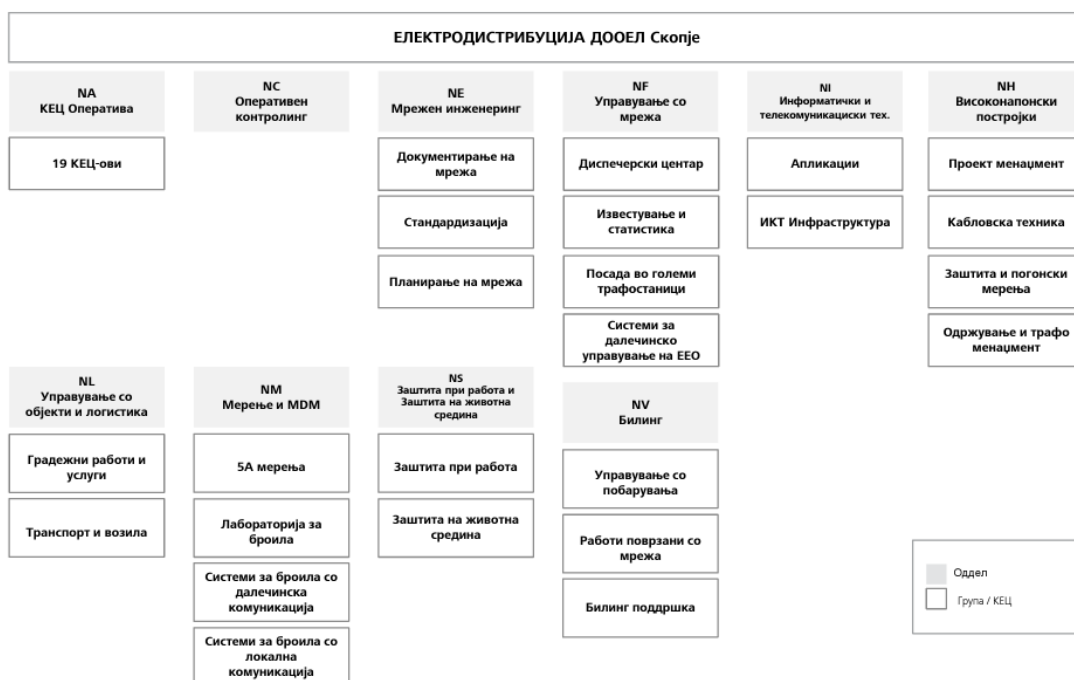 ЕЛЕКТРОДИСТРИБУЦИЈА ДООЕЛ Скопје
NA
КЕЦ Оператива
19 КЕЦ-ови
NC
Оперативен
контролинг
NE
Мрежен инженеринг
Документирање на
мрежа
Стандардизација
Планирање на мрежа
NF
Управување со
мрежа
Диспечерски центар
Известување и
статистика
Посада во големи
трафостаници
Системи за
далечинско
управување на ЕЕО
NI
Информатички и
телекомуникациски тех.
Апликации
ИКТ Инфраструктура
NH
Високонапонски
постројки
Проект менаџмент
Кабловска техника
Заштита и погонски
мерења
Одржување и трафо
менаџмент
NL
Управување со
објекти и логистика
Градежни работи и
услуги
Транспорт и возила
NM
Мерење и MDM
5А мерења
Лабораторија за
броила
Системи за броила со
далечинска
комуникација
Системи за броила со
локална
комуникација
NS
Заштита при работа и
Заштита на животна
средина
Заштита при работа
Заштита на животна
средина
NV
Билинг
Управување со
побарувања
Работи поврзани со
мрежа
Билинг поддршка
Оддел
Група / КЕЦ